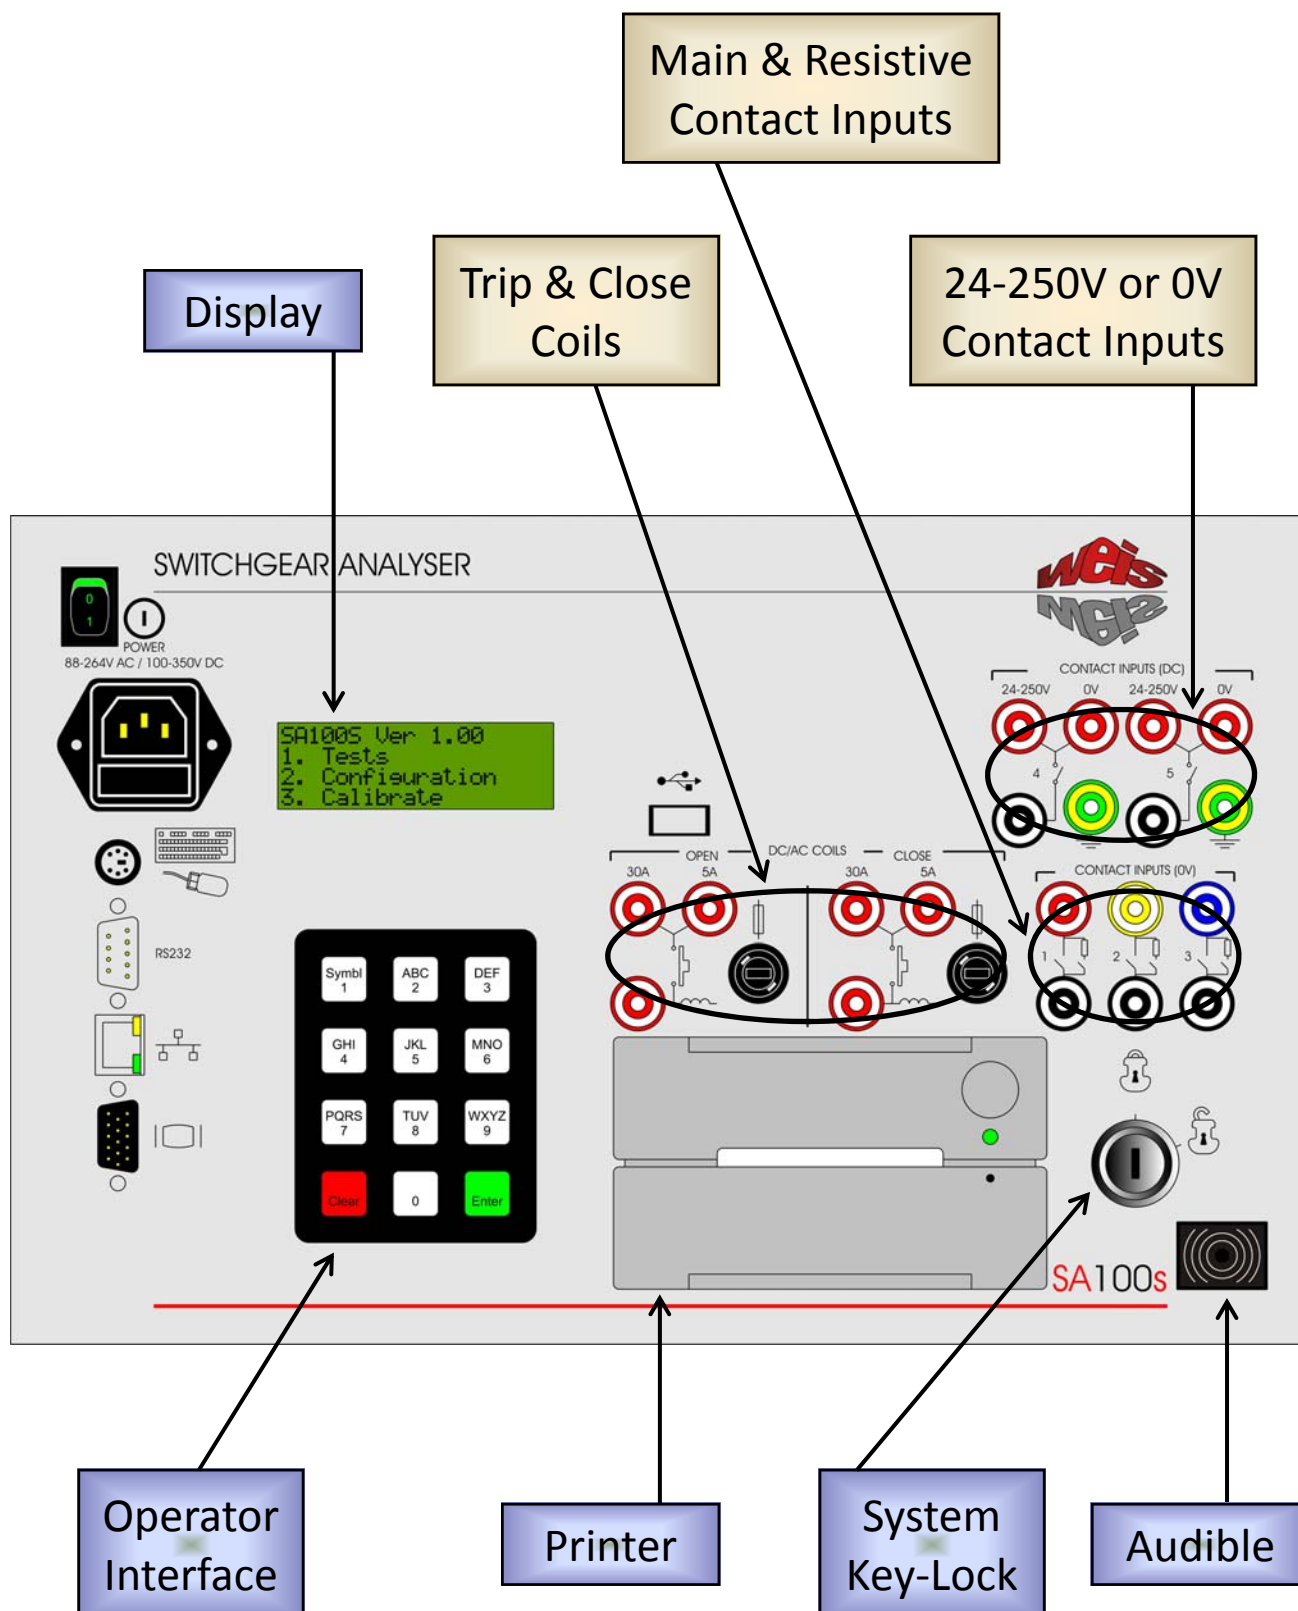 Main & Resistive
Contact Inputs
Display
Trip & Close
Coils
24-250V or 0V
Contact Inputs
SWITCHGEAR ANALYSER
weis
0
1
POWER
88-264V AC / 100-350V DC
CONTACT INPUTS (DC)
24-250V 0V 24-250V 0V
4 5
SA100S Ver 1.00
1. Tests
2. Configuration
3. Calibrate
OPEN DC/AC COILS CLOSE
30A 5A 30A 5A
CONTACT INPUTS (0V)
1 2 3
RS232
Symbl ABC DEF
1 2 3
GHI JKL MNO
4 5 6
PQRS TUV WXYZ
7 8 9
Clear 0 Enter
SA100s
Operator
Interface
Printer
System
Key-Lock
Audible